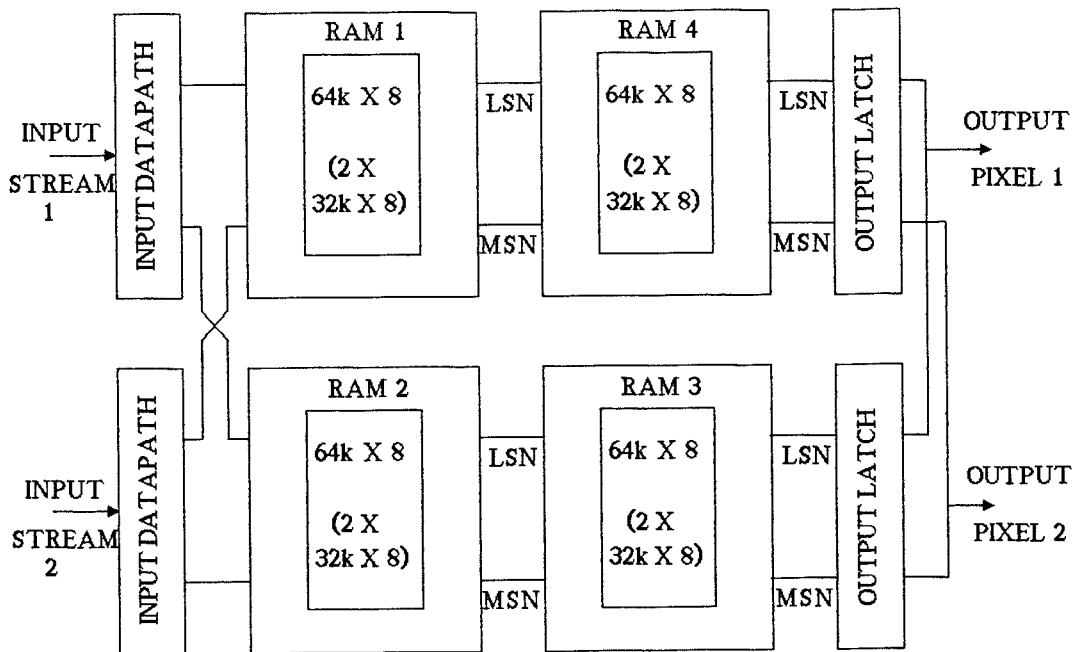 INPUT
STREAM
1
INPUT DATAPATH
RAM 1
64k X 8
(2 X
32k X 8)
LSN
MSN
RAM 4
64k X 8
(2 X
32k X 8)
LSN
MSN
OUTPUT LATCH
OUTPUT
PIXEL 1
INPUT
STREAM
2
INPUT DATAPATH
RAM 2
64k X 8
(2 X
32k X 8)
LSN
MSN
RAM 3
64k X 8
(2 X
32k X 8)
LSN
MSN
OUTPUT LATCH
OUTPUT
PIXEL 2